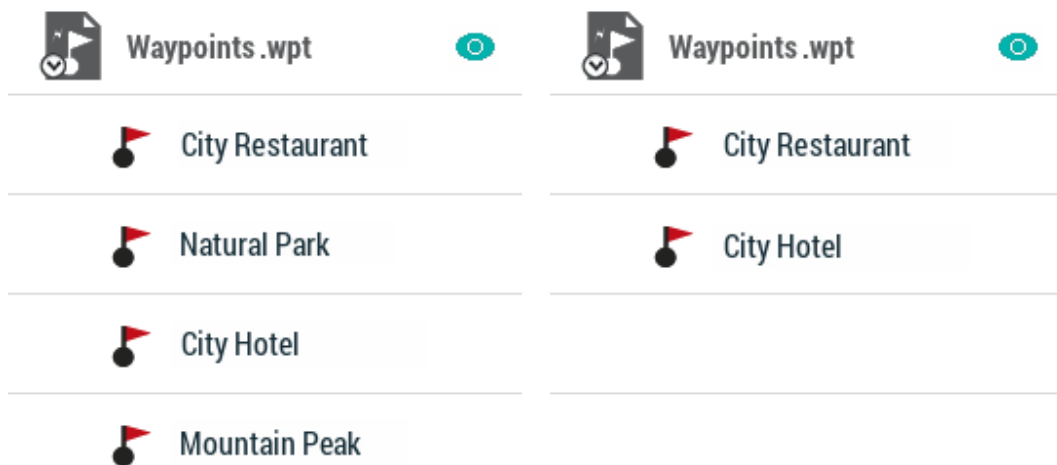 Waypoints .wpt
City Restaurant
Natural Park
City Hotel
Mountain Peak
Waypoints .wpt
City Restaurant
City Hotel